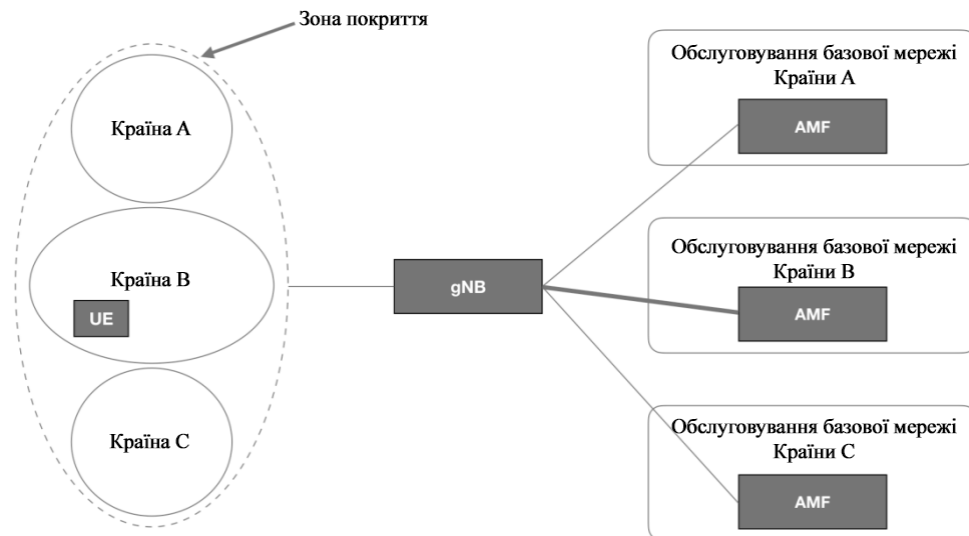 Зона покриття
Країна А
Країна В
UE
Країна С
gNB
Обслуговування базової мережі
Країни А
AMF
Обслуговування базової мережі
Країни В
AMF
Обслуговування базової мережі
Країни С
AMF